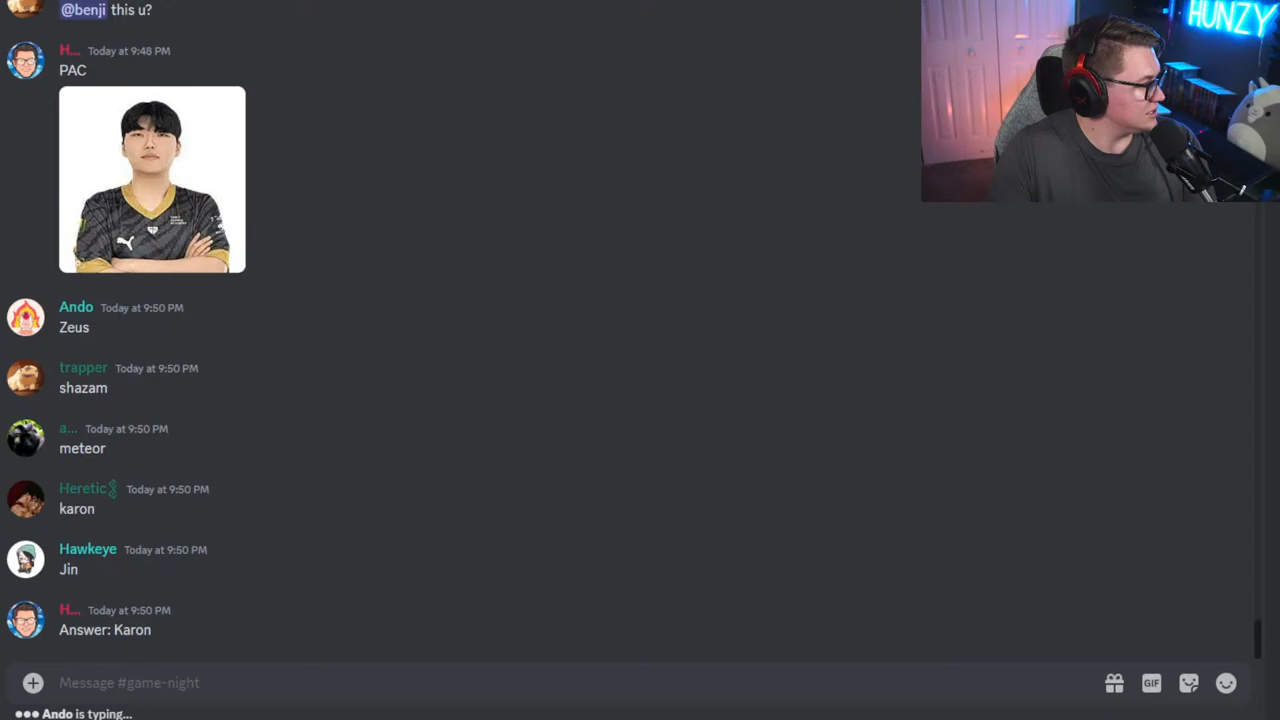 @benji this u?
HUNZY
H... Today at 9:48 PM
PAC
Ando Today at 9:50 PM
Zeus
trapper Today at 9:50 PM
shazam
a... Today at 9:50 PM
meteor
Heretic Today at 9:50 PM
karon
Hawkeye Today at 9:50 PM
Jin
H... Today at 9:50 PM
Answer: Karon
Message #game-night
GIF
Ando is typing...